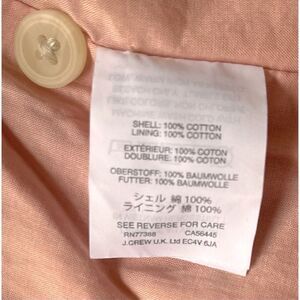 SHELL: 100% COTTON
LINING: 100% COTTON
EXTÉRIEUR: 100% COTON
DOUBLURE: 100% COTON
OBERSTOFF: 100% BAUMWOLLE
FUTTER: 100% BAUMWOLLE
シェル 綿 100%
ライニング 綿 100%
SEE REVERSE FOR CARE
RN77388 CA56445
J.CREW U.K. Ltd EC4V 6JA